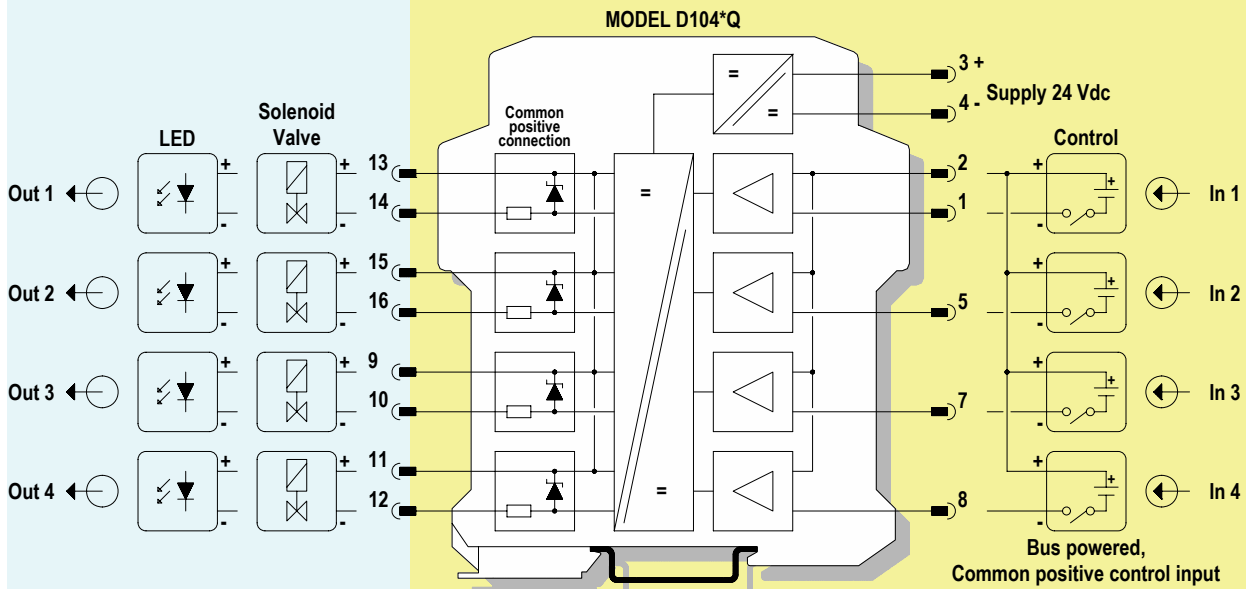 MODEL D104*Q
3 +
4 - Supply 24 Vdc
=
=
LED
Solenoid
Valve
Common
positive
connection
Control
Out 1
+
-
+
-
13
14
=
2
1
+
-
+
In 1
Out 2
+
-
+
-
15
16
5
+
-
+
In 2
Out 3
+
-
+
-
9
10
7
+
-
+
In 3
Out 4
+
-
+
-
11
12
=
8
+
-
+
In 4
Bus powered,
Common positive control input